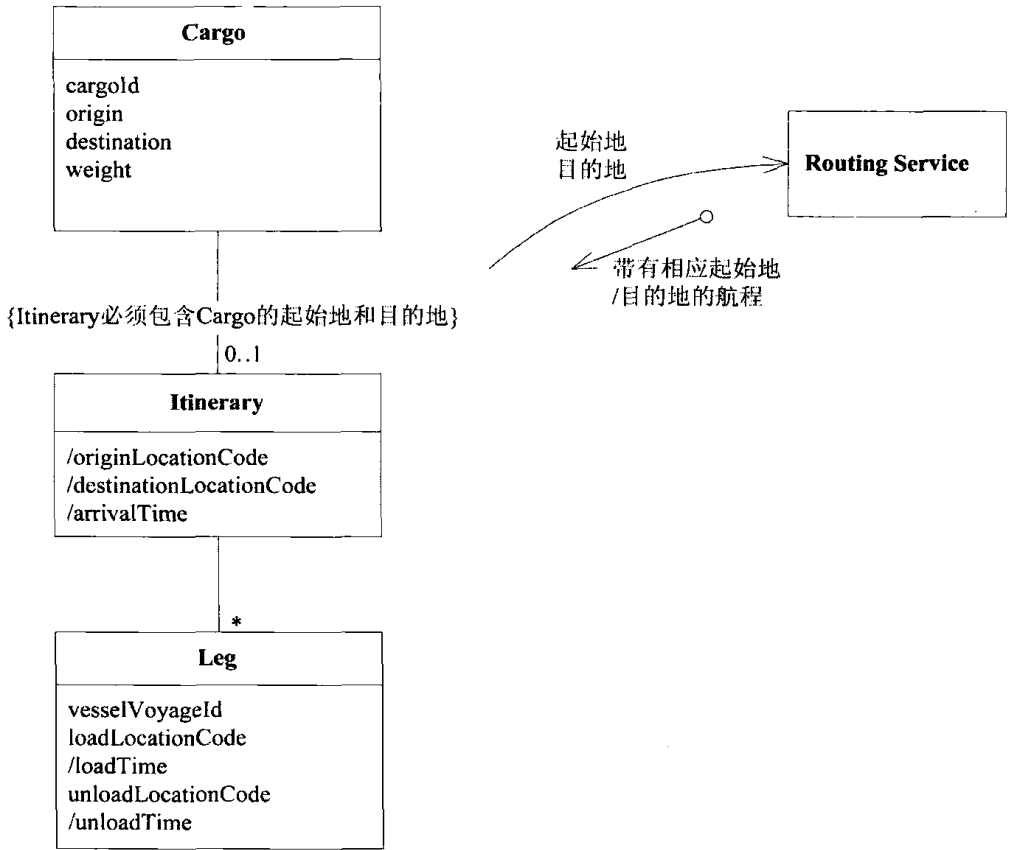 Cargo
cargoId
origin
destination
weight
起始地
目的地
Routing Service
带有相应起始地
/目的地的航程
{Itinerary必须包含Cargo的起始地和目的地}
0..1
Itinerary
/originLocationCode
/destinationLocationCode
/arrivalTime
*
Leg
vesselVoyageId
loadLocationCode
/loadTime
unloadLocationCode
/unloadTime